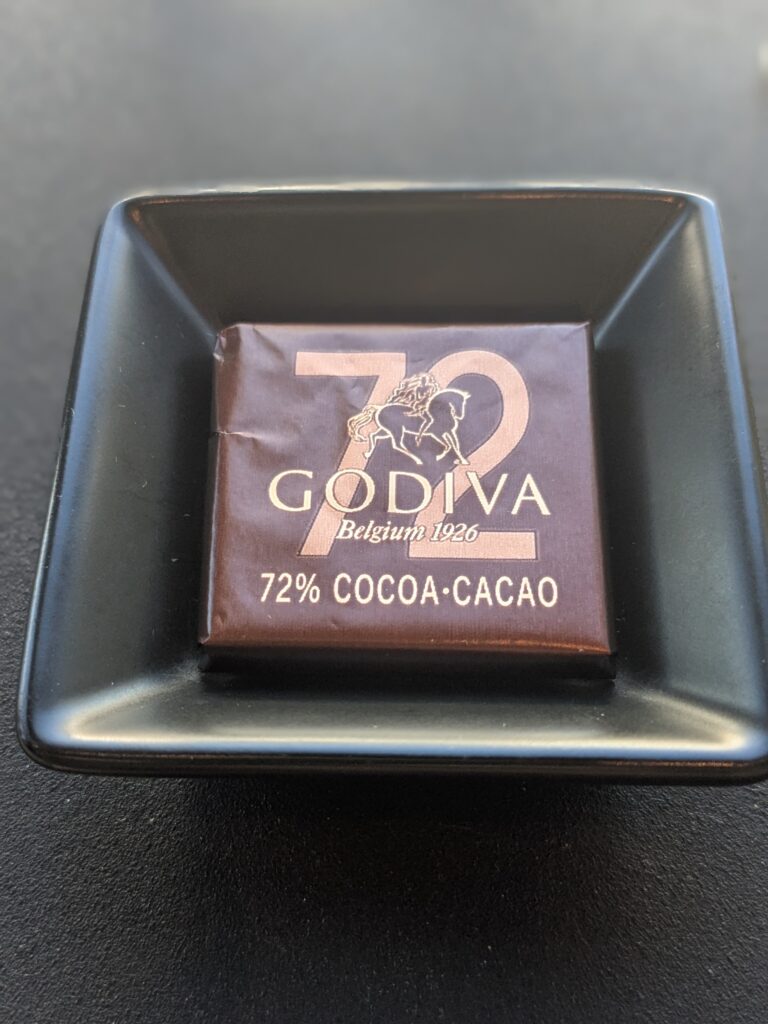 72
GODIVA
Belgium 1926
72% COCOA·CACAO